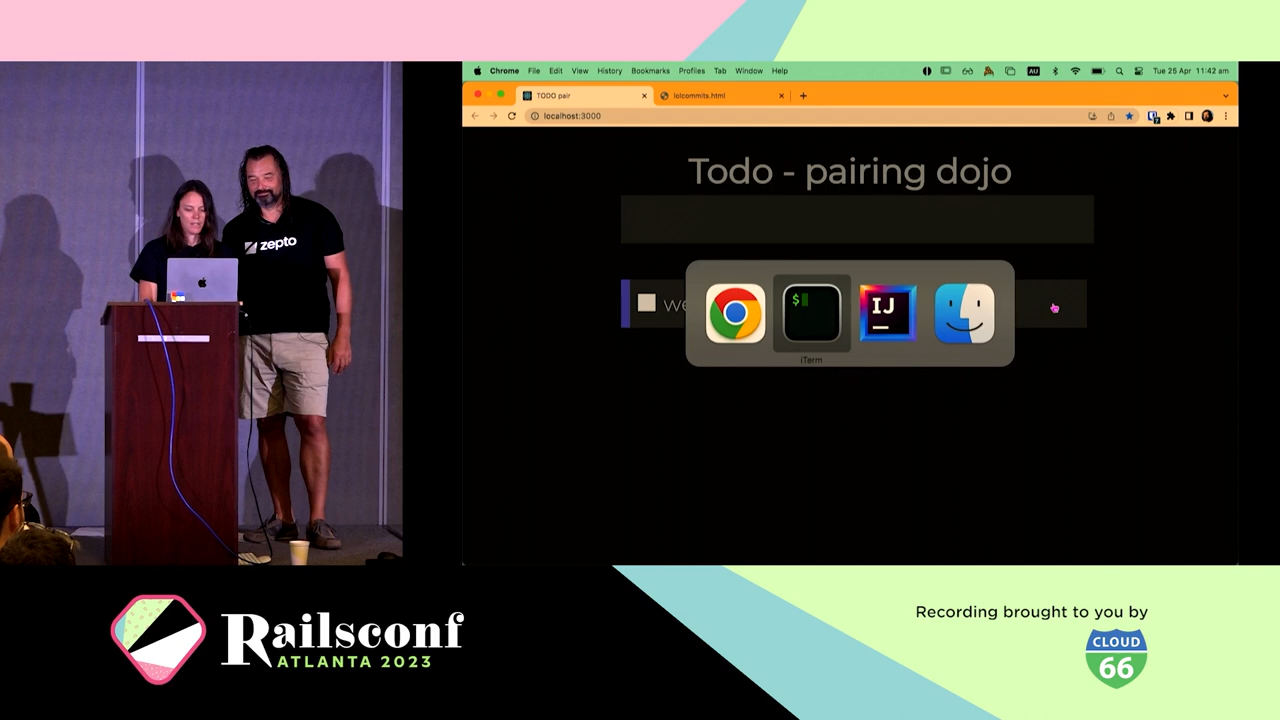 Chrome File Edit View History Bookmarks Profiles Tab Window Help
AU
Tue 25 Apr 11:42 am
TODO pair
lolcommits.html
localhost:3000
Todo - pairing dojo
we
$
IJ
iTerm
zepto
Railsconf
ATLANTA 2023
Recording brought to you by
CLOUD
66